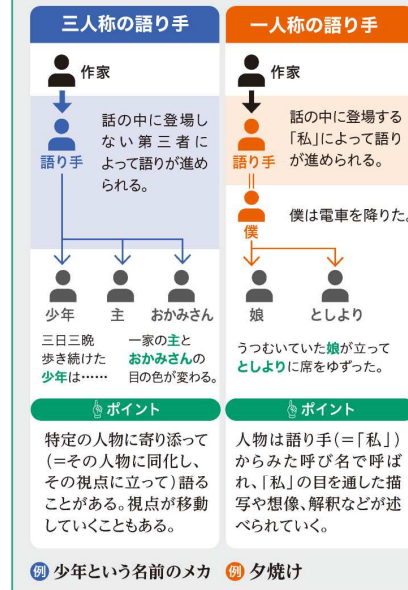 三人称の語り手
作家
語り手
話の中に登場し
ない第三者に
よって語りが進め
られる。
少年
主
おかみさん
三日三晩
歩き続けた
少年は……
一家の主と
おかみさんの
目の色が変わる。
ポイント
特定の人物に寄り添って
(=その人物に同化し、
その視点に立って)語る
ことがある。視点が移動
していくこともある。
例 少年という名前のメカ
一人称の語り手
作家
語り手
話の中に登場する
「私」によって語り
が進められる。
僕
僕は電車を降りた。
娘
としより
うつむいていた娘が立って
としよりに席をゆずった。
ポイント
人物は語り手(=「私」)
からみた呼び名で呼ば
れ、「私」の目を通した描
写や想像、解釈などが述
べられていく。
例 夕焼け